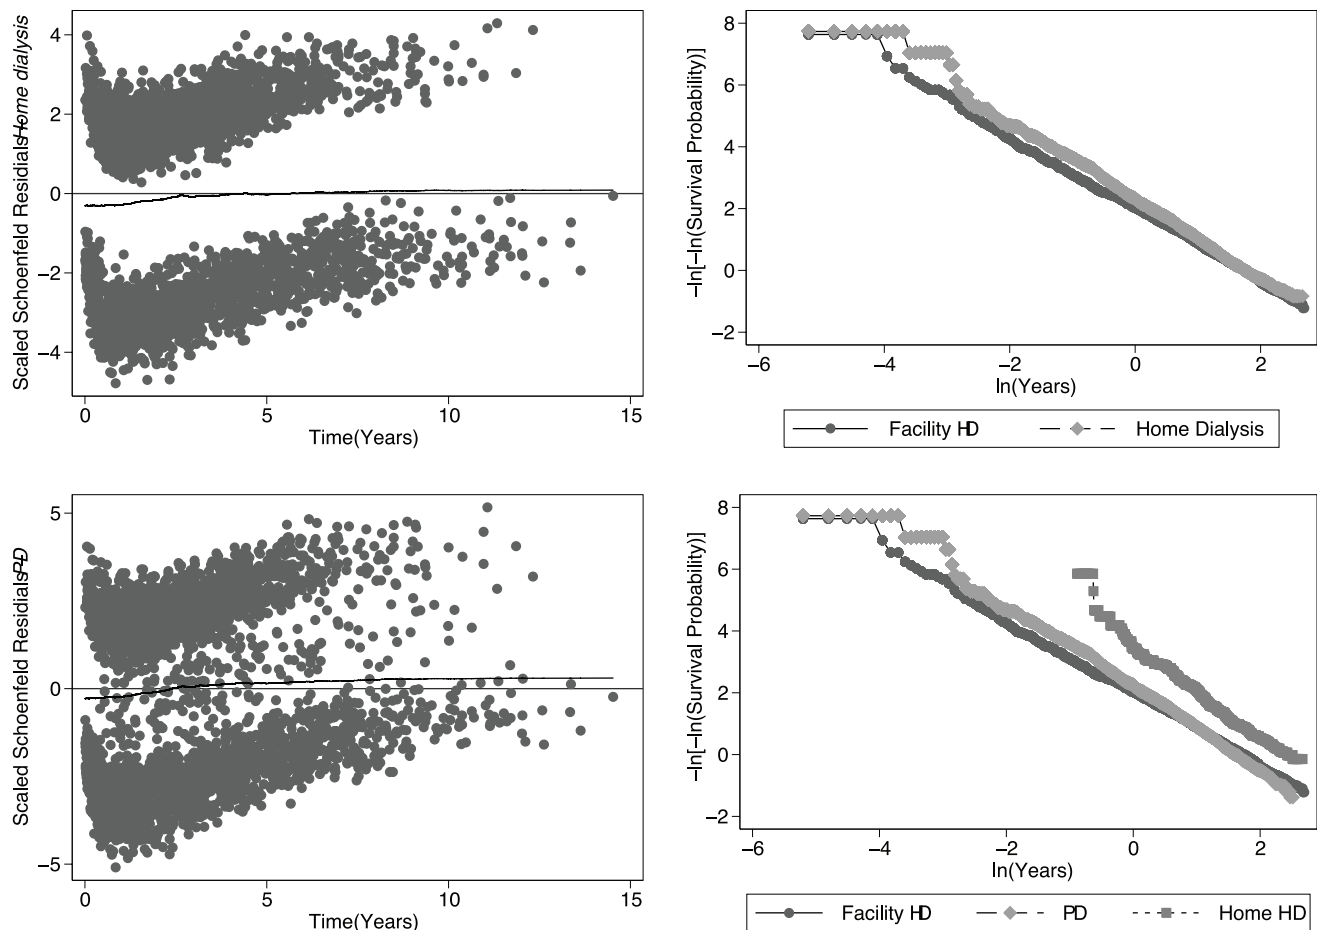 Scaled Schoenfeld Residials Home dialysis
4
2
0
−2
−4
0 5 10 15
Time(Years)
−ln[−ln(Survival Probability)]
8
6
4
2
0
−2
−6 −4 −2 0 2
ln(Years)
Facility HD Home Dialysis
Scaled Schoenfeld Residials PD
5
0
−5
0 5 10 15
Time(Years)
−ln[−ln(Survival Probability)]
8
6
4
2
0
−2
−6 −4 −2 0 2
ln(Years)
Facility HD PD Home HD